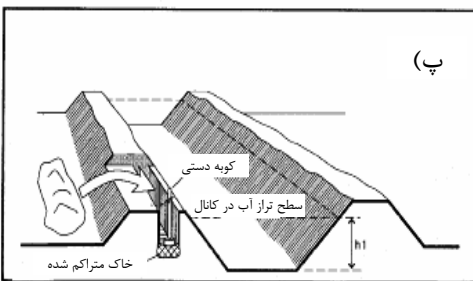 پ)
کوبه دستی
سطح تراز آب در کانال
h1
خاک متراکم شده